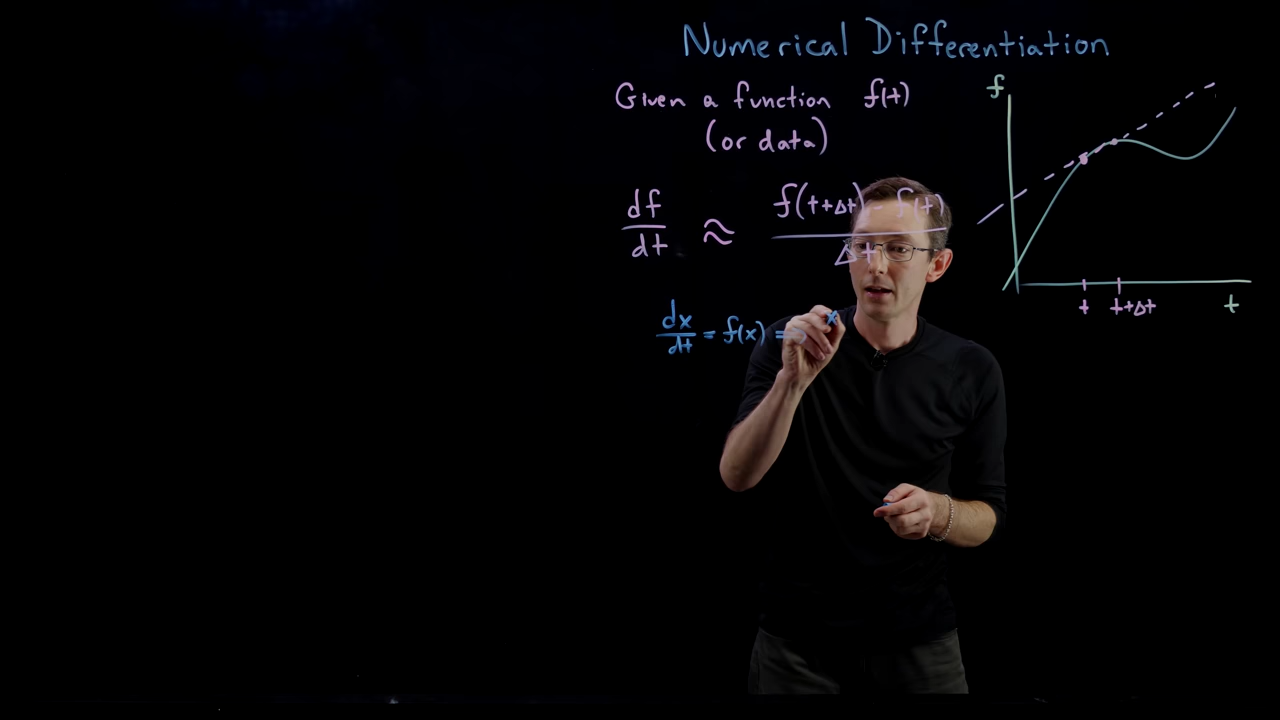 Numerical Differentiation
Given a function f(t)
(or data)
df/dt ≈ (f(t+Δt) - f(t))/Δt
dx/dt = f(x) = x
f
t
t+Δt
t